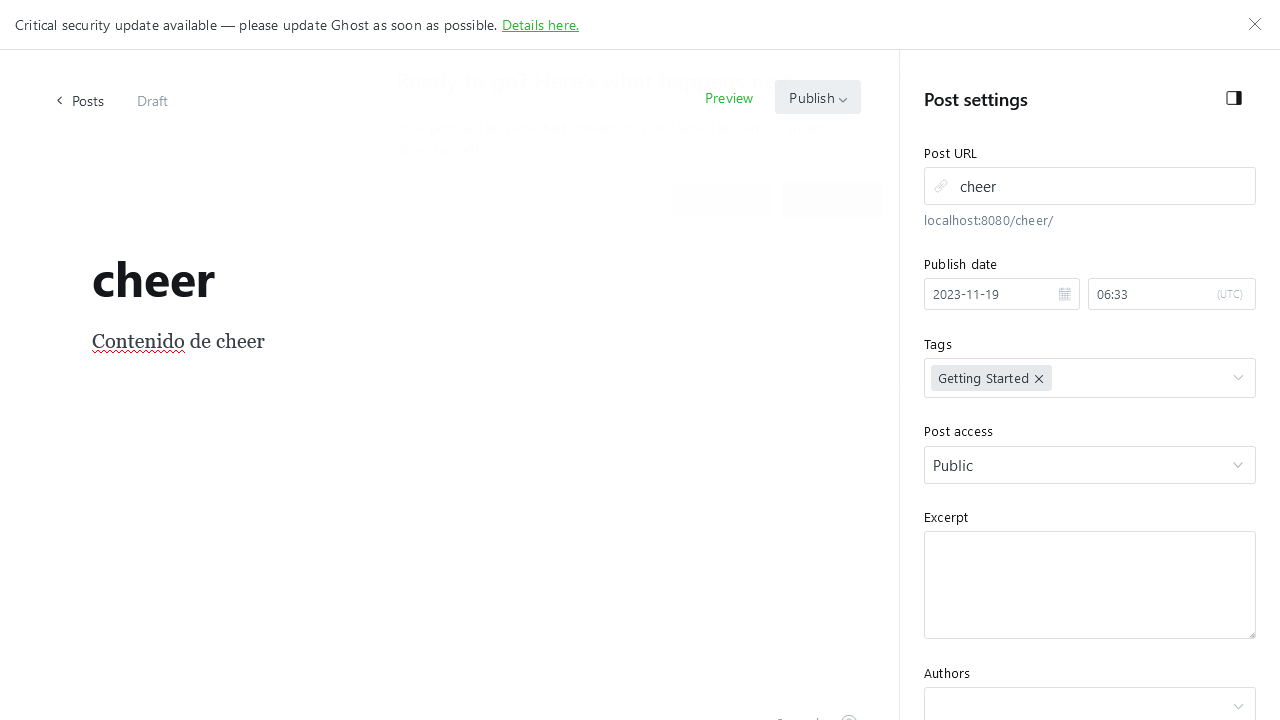 Critical security update available — please update Ghost as soon as possible. Details here.
Posts
Draft
Preview
Publish
Post settings
Post URL
cheer
localhost:8080/cheer/
cheer
Contenido de cheer
Publish date
2023-11-19
06:33
(UTC)
Tags
Getting Started
Post access
Public
Excerpt
Authors